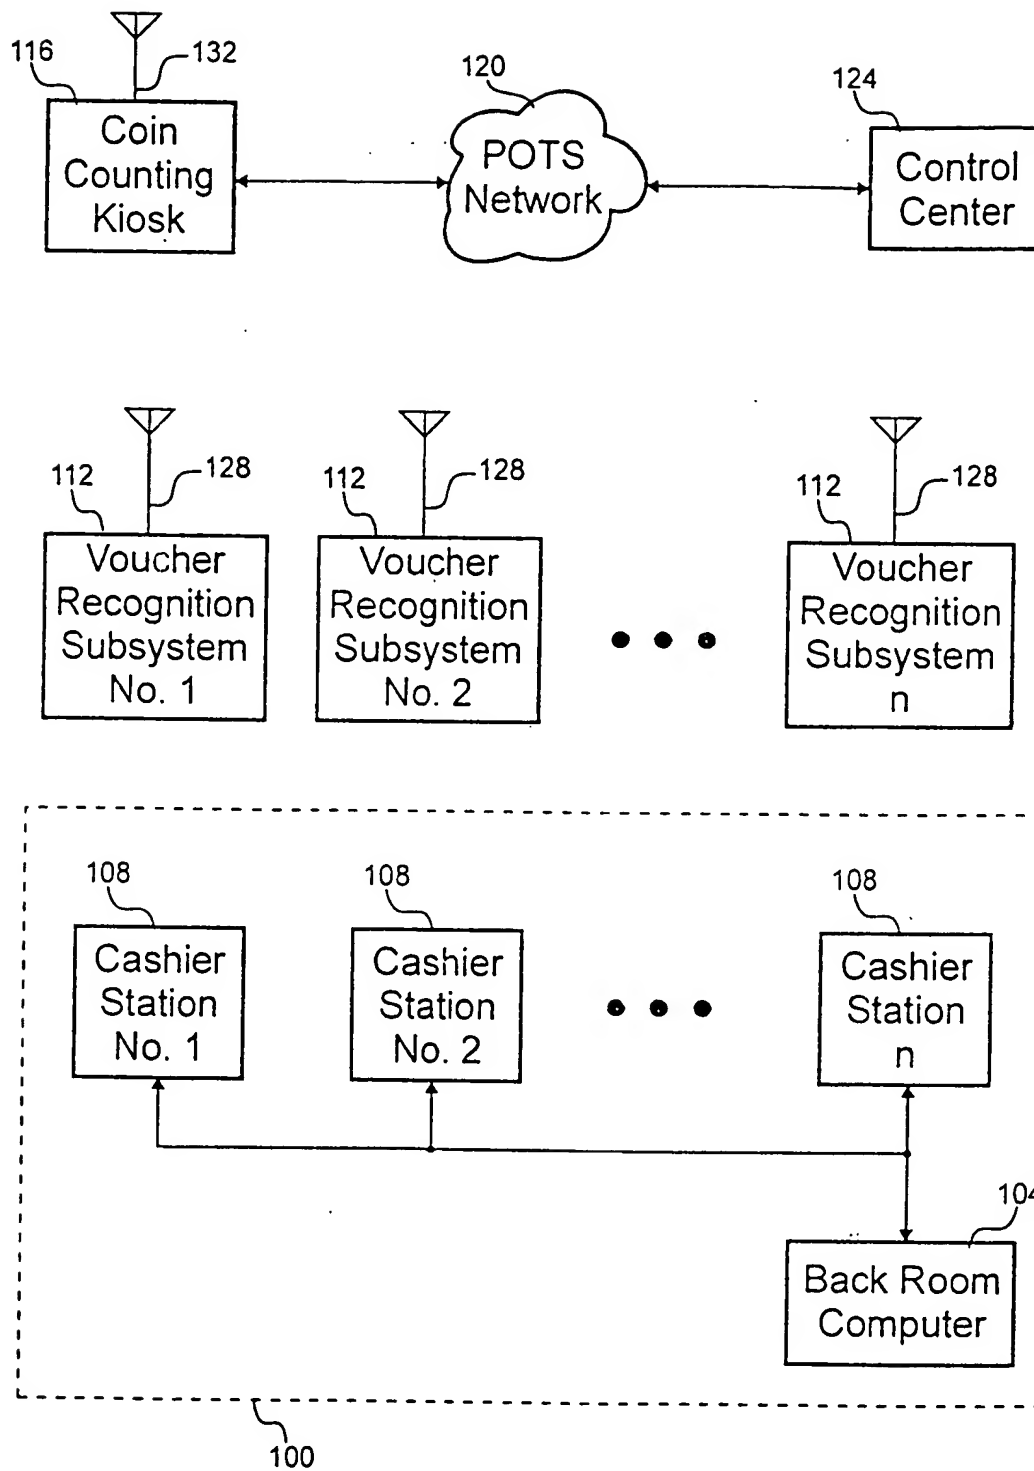 116
132
Coin
Counting
Kiosk
120
POTS
Network
124
Control
Center
112
128
Voucher
Recognition
Subsystem
No. 1
112
128
Voucher
Recognition
Subsystem
No. 2
112
128
Voucher
Recognition
Subsystem
n
108
Cashier
Station
No. 1
108
Cashier
Station
No. 2
108
Cashier
Station
n
104
Back Room
Computer
100